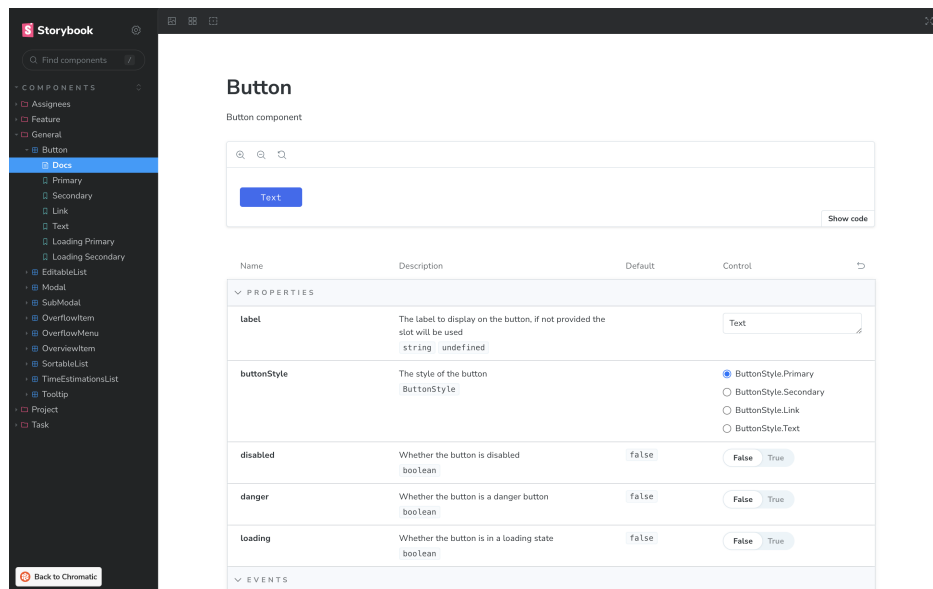 Storybook
Find components /
COMPONENTS
Assignees
Feature
General
Button
Docs
Primary
Secondary
Link
Text
Loading Primary
Loading Secondary
EditableList
Modal
SubModal
OverflowItem
OverflowMenu
OverviewItem
SortableList
TimeEstimationsList
Tooltip
Project
Task
Back to Chromatic
Button
Button component
Text
Show code
Name Description Default Control
PROPERTIES
label The label to display on the button, if not provided the Text
slot will be used
string undefined
buttonStyle The style of the button ButtonStyle.Primary
ButtonStyle
ButtonStyle.Secondary
ButtonStyle.Link
ButtonStyle.Text
disabled Whether the button is disabled false False True
boolean
danger Whether the button is a danger button false False True
boolean
loading Whether the button is in a loading state false False True
boolean
EVENTS